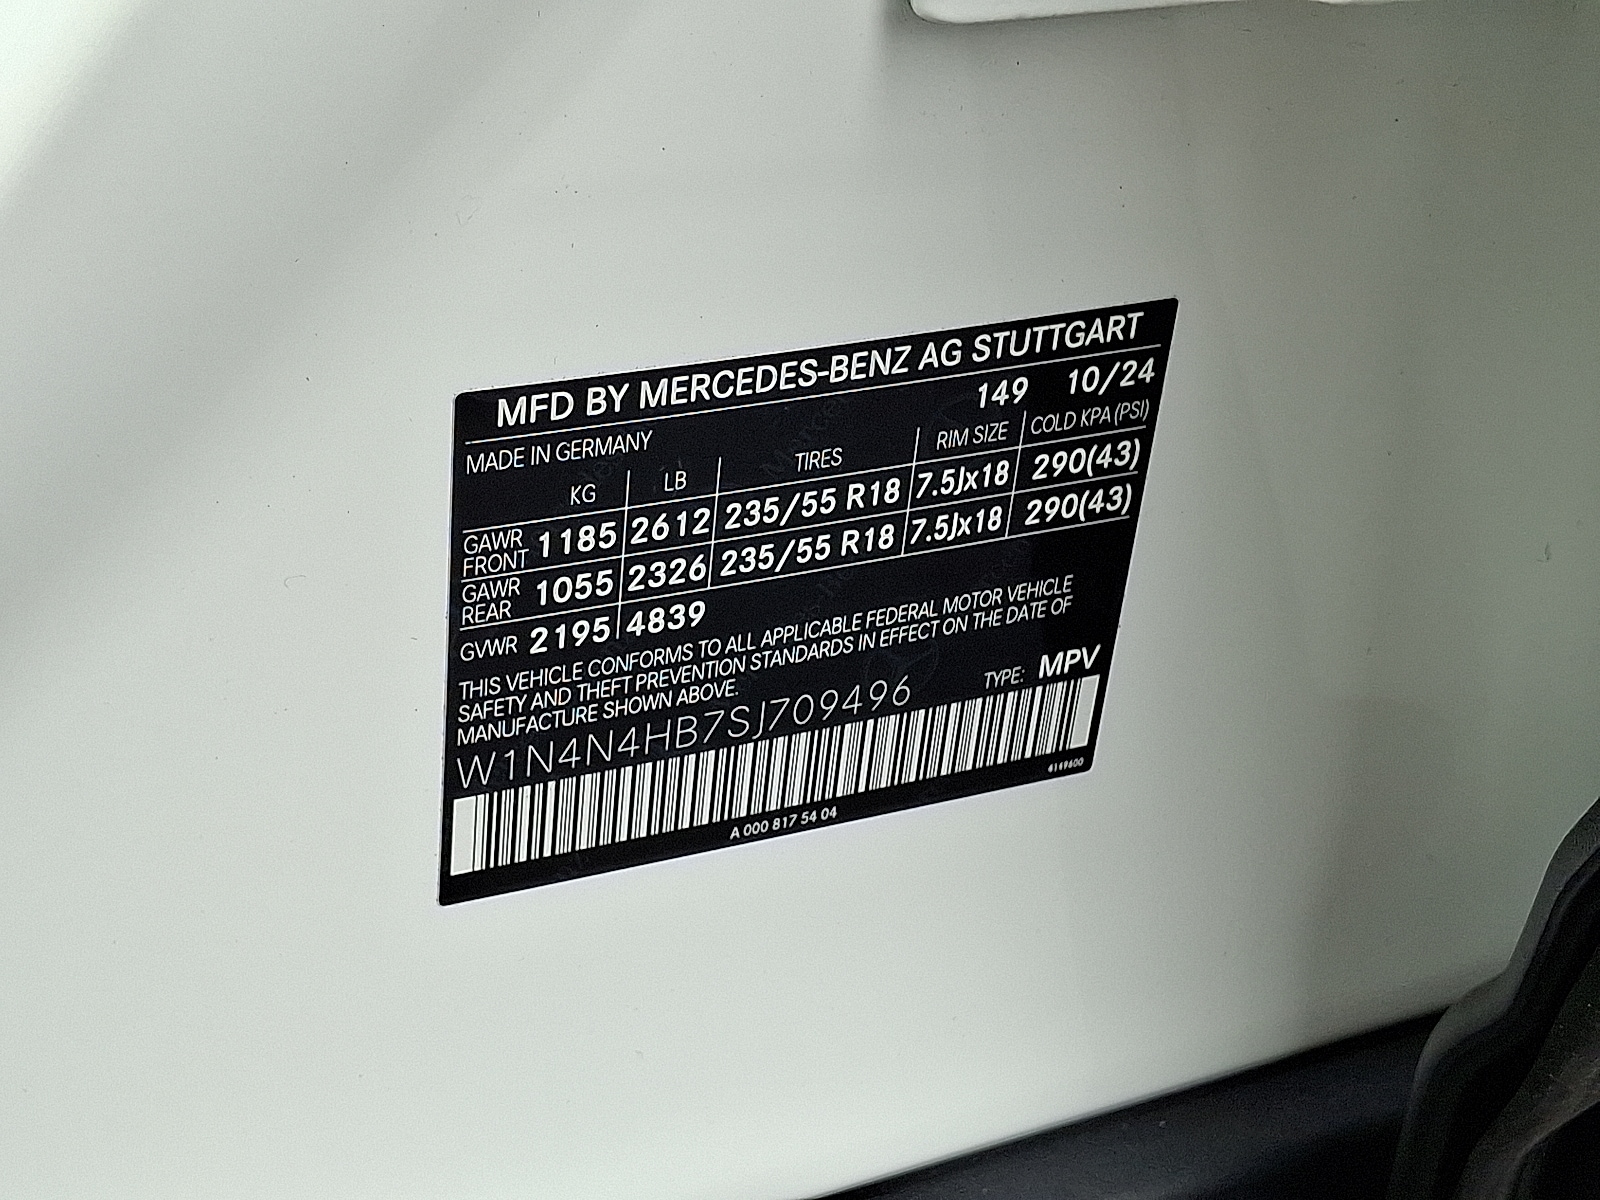 MFD BY MERCEDES-BENZ AG STUTTGART
149 10/24
MADE IN GERMANY
KG LB TIRES RIM SIZE COLD KPA (PSI)
GAWR FRONT 1185 2612 235/55 R18 7.5Jx18 290(43)
GAWR REAR 1055 2326 235/55 R18 7.5Jx18 290(43)
GVWR 2195 4839
THIS VEHICLE CONFORMS TO ALL APPLICABLE FEDERAL MOTOR VEHICLE
SAFETY AND THEFT PREVENTION STANDARDS IN EFFECT ON THE DATE OF
MANUFACTURE SHOWN ABOVE.
TYPE: MPV
W1N4N4HB7SJ709496
A 000 817 54 04
4149600